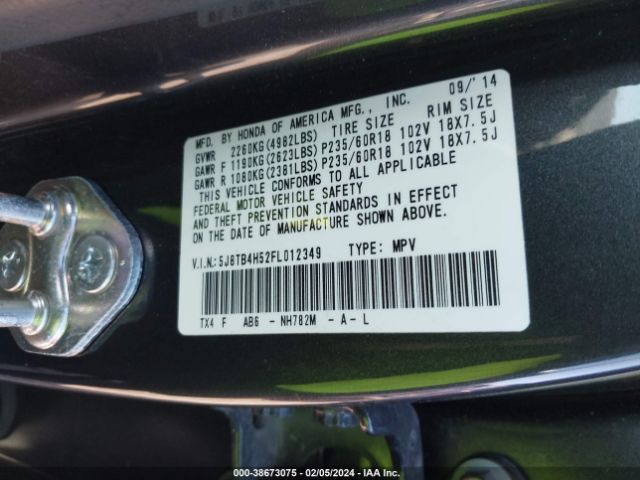 MFD. BY HONDA OF AMERICA MFG., INC. 09/'14
GVWR 2260KG(4982LBS) TIRE SIZE RIM SIZE
GAWR F 1190KG(2623LBS)P235/60R18 102V 18X7.5J
GAWR R 1080KG(2381LBS)P235/60R18 102V 18X7.5J
THIS VEHICLE CONFORMS TO ALL APPLICABLE
FEDERAL MOTOR VEHICLE SAFETY
AND THEFT PREVENTION STANDARDS IN EFFECT
ON THE DATE OF MANUFACTURE SHOWN ABOVE.
V.I.N.:5J8TB4H52FL012349 TYPE: MPV
TX4 F AB6 - NH782M - A - L
000-38673075 - 02/05/2024 - IAA Inc.